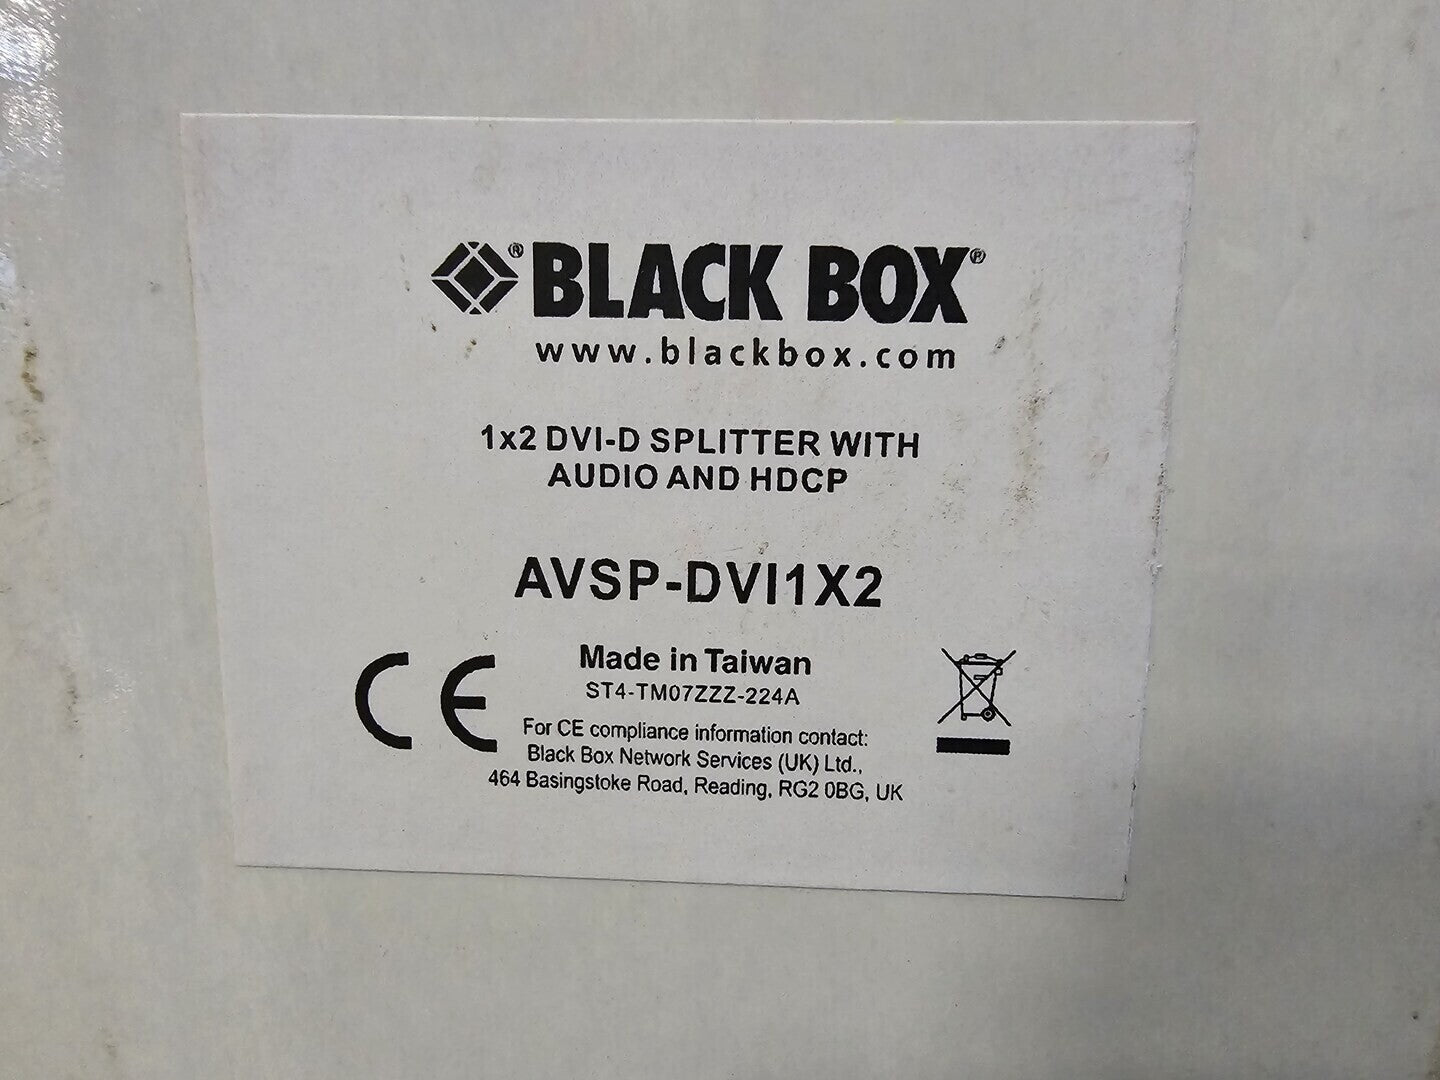 ® BLACK BOX®
www.blackbox.com
1x2 DVI-D SPLITTER WITH
AUDIO AND HDCP
AVSP-DVI1X2
CE
Made in Taiwan
ST4-TM07ZZZ-224A
For CE compliance information contact:
Black Box Network Services (UK) Ltd.,
464 Basingstoke Road, Reading, RG2 0BG, UK